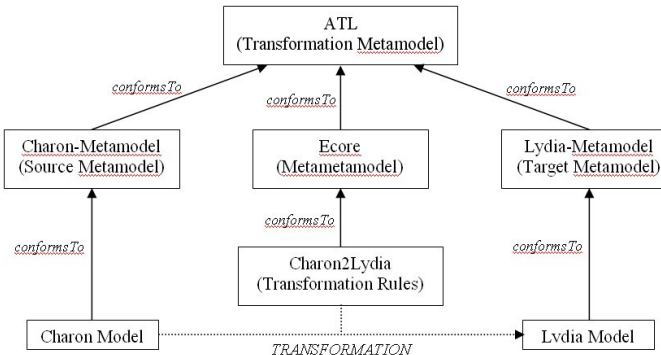 ATL
(Transformation Metamodel)
conformsTo
conformsTo
conformsTo
Charon-Metamodel
(Source Metamodel)
Ecore
(Metametamodel)
Lydia-Metamodel
(Target Metamodel)
conformsTo
conformsTo
conformsTo
Charon2Lydia
(Transformation Rules)
Charon Model
Lydia Model
TRANSFORMATION